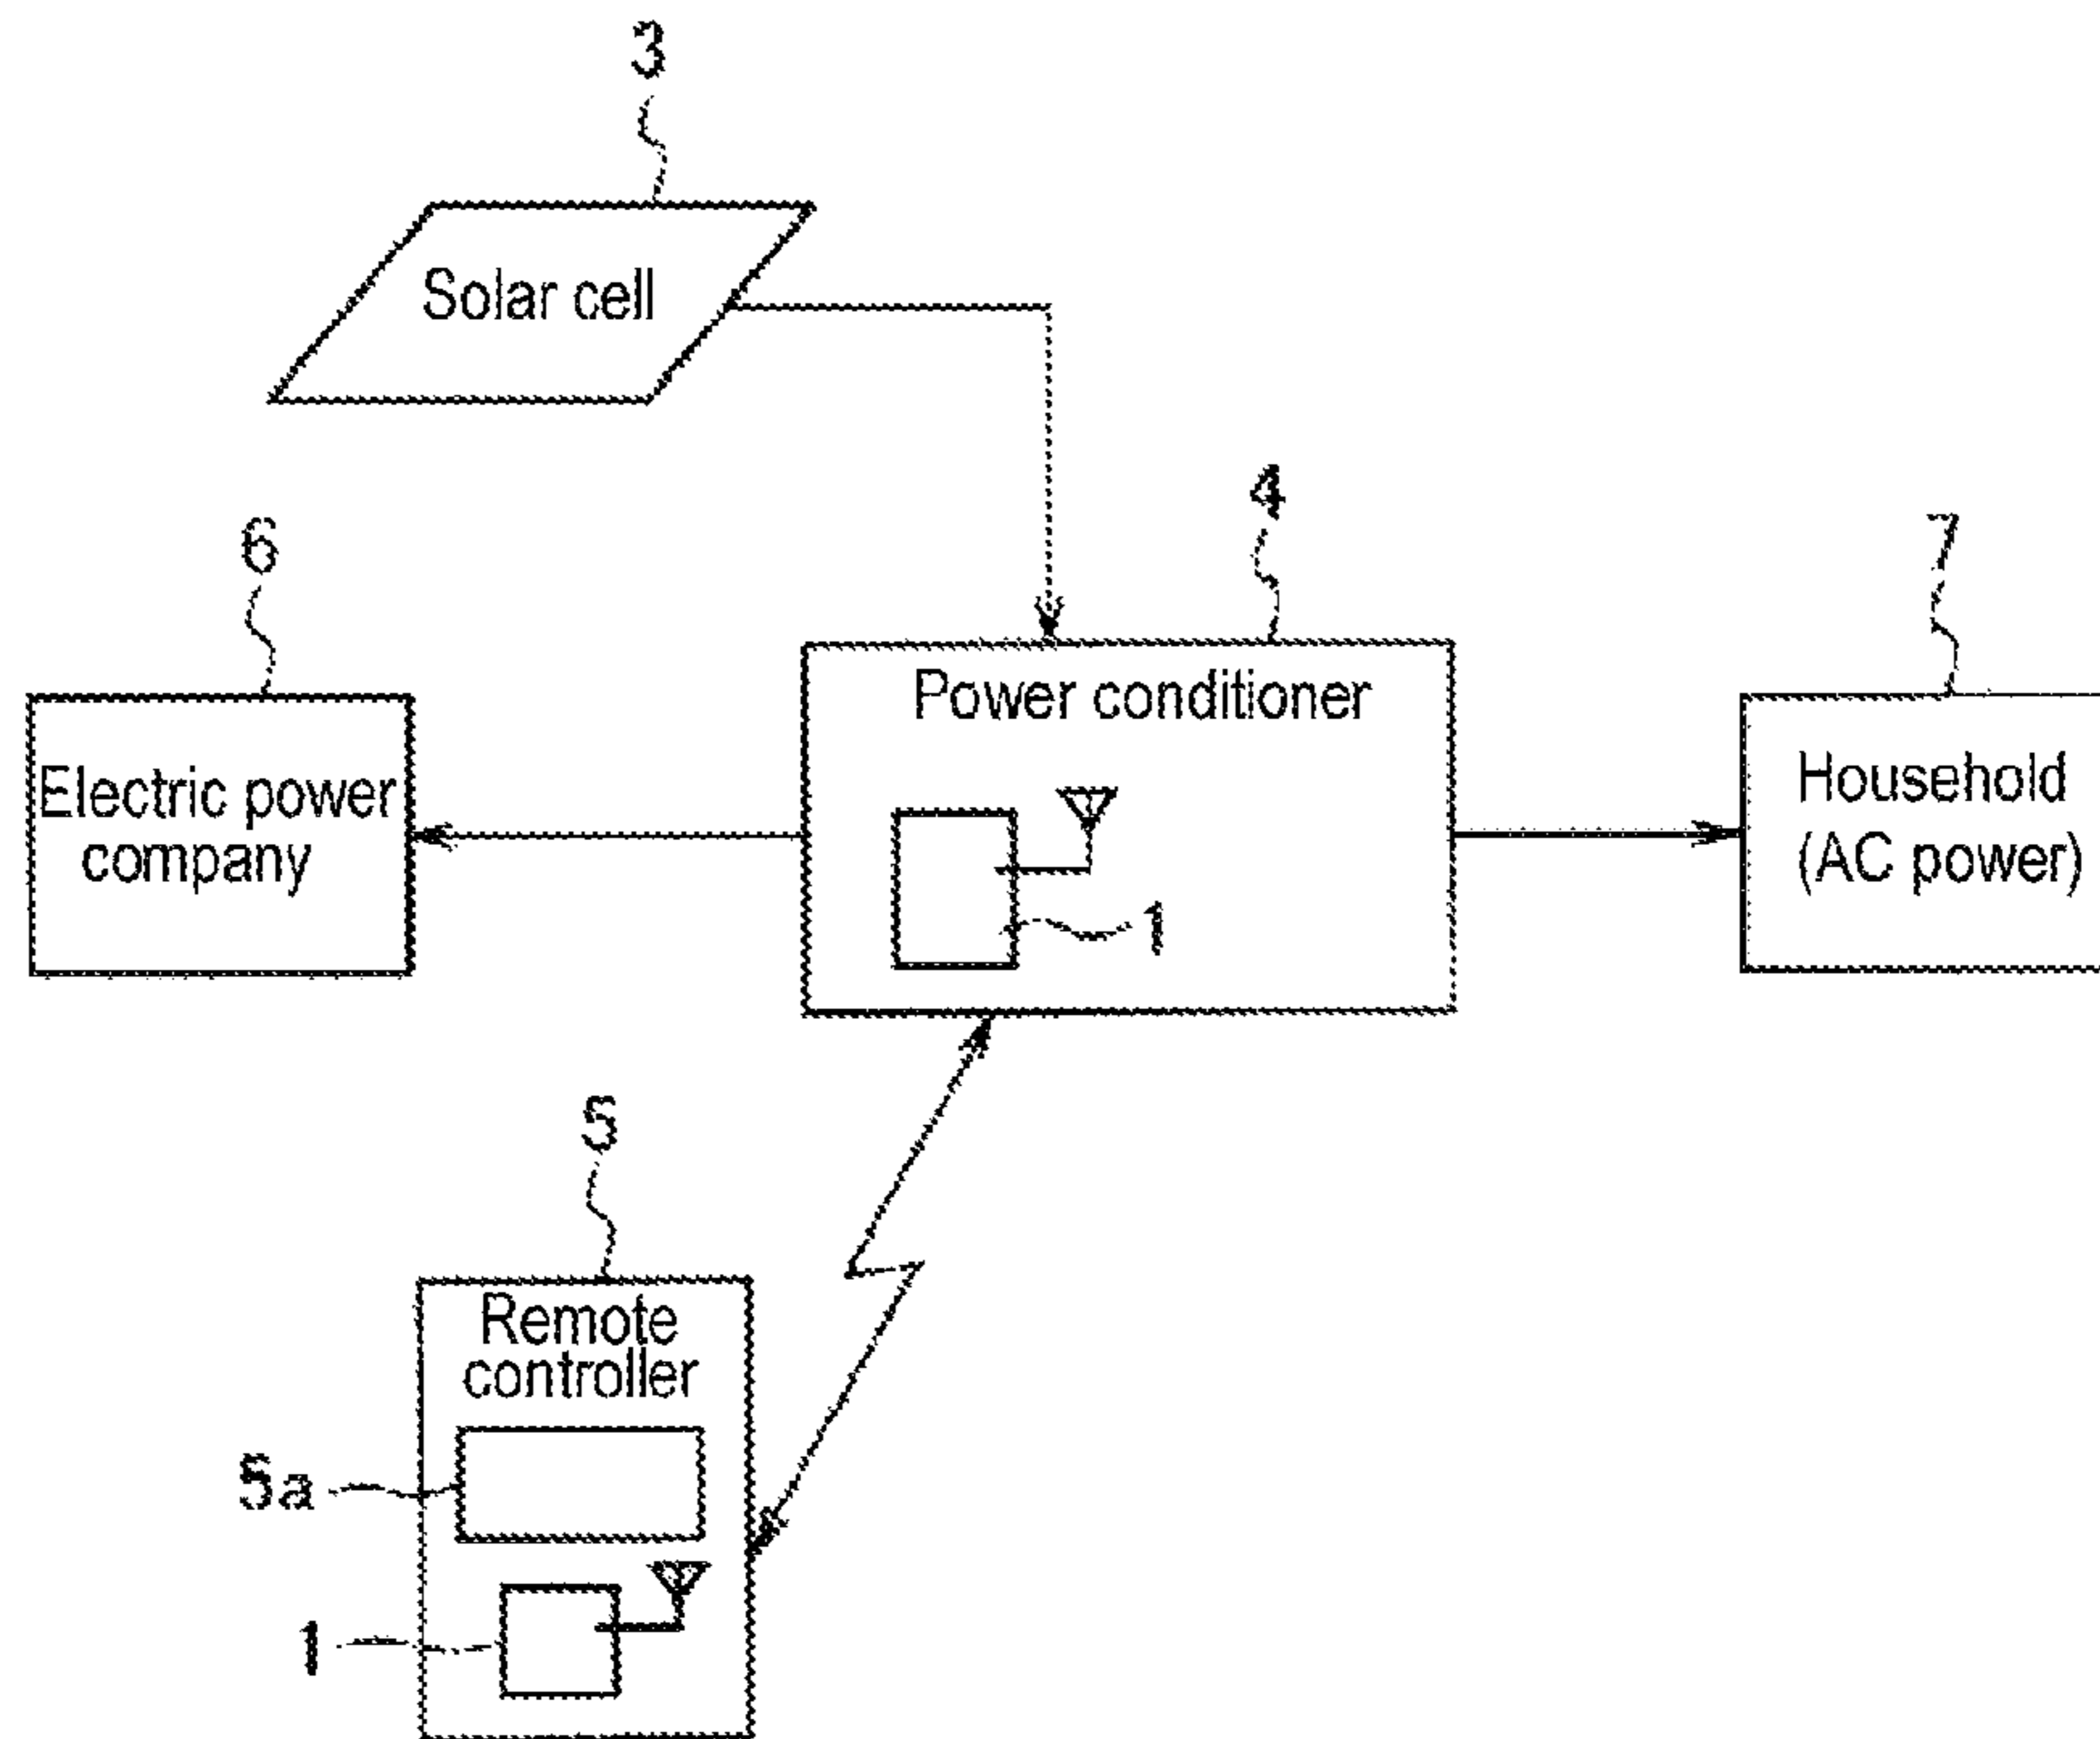 3
Solar cell
4
6
7
Power conditioner
Electric power
company
Household
(AC power)
1
5
Remote
controller
5a
1